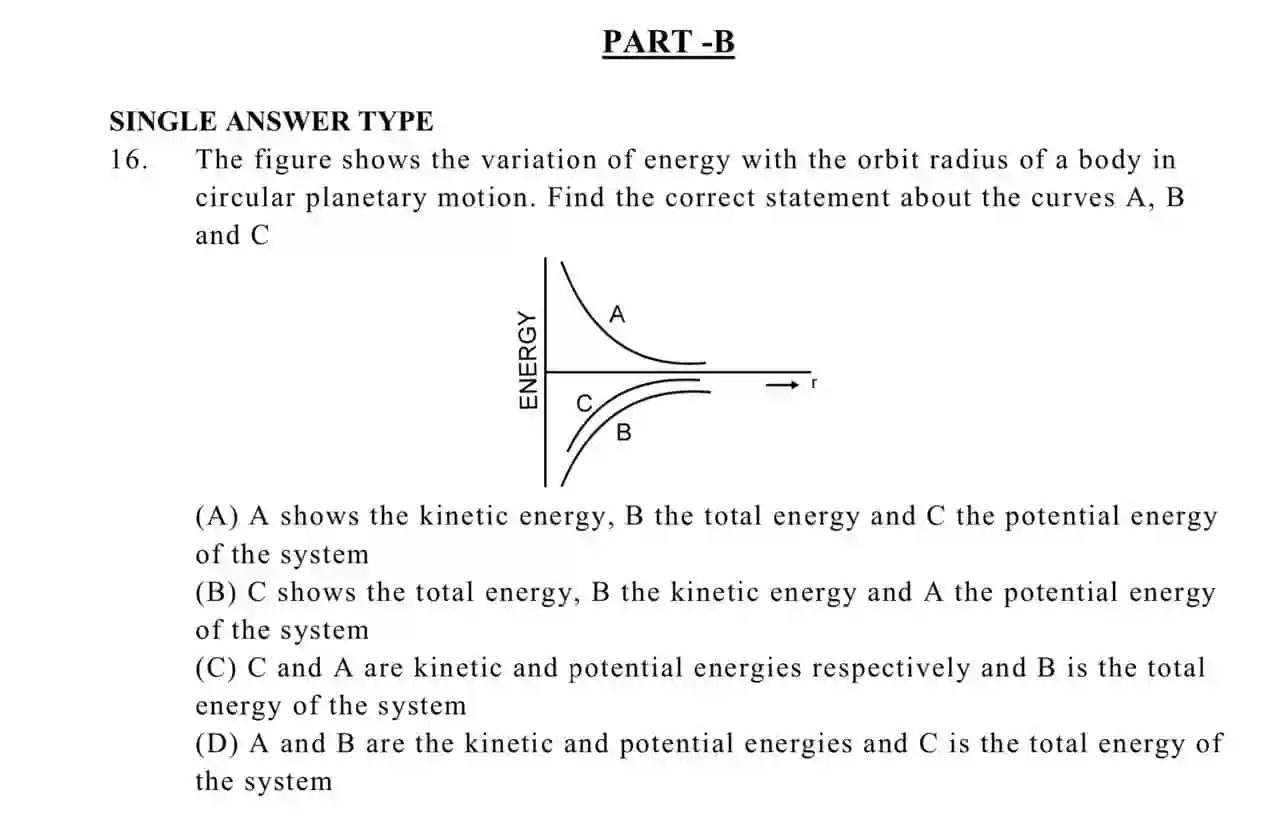 PART -B
SINGLE ANSWER TYPE
16. The figure shows the variation of energy with the orbit radius of a body in
circular planetary motion. Find the correct statement about the curves A, B
and C
ENERGY
A
C
B
r
(A) A shows the kinetic energy, B the total energy and C the potential energy
of the system
(B) C shows the total energy, B the kinetic energy and A the potential energy
of the system
(C) C and A are kinetic and potential energies respectively and B is the total
energy of the system
(D) A and B are the kinetic and potential energies and C is the total energy of
the system